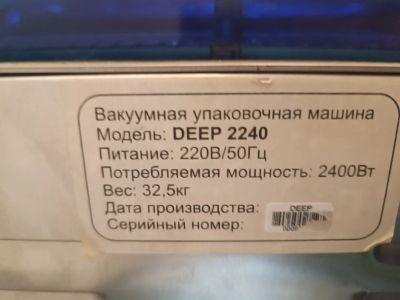 Вакуумная упаковочная машина
Модель: DEEP 2240
Питание: 220В/50Гц
Потребляемая мощность: 2400Вт
Вес: 32,5кг
Дата производства:
DEEP
Серийный номер: